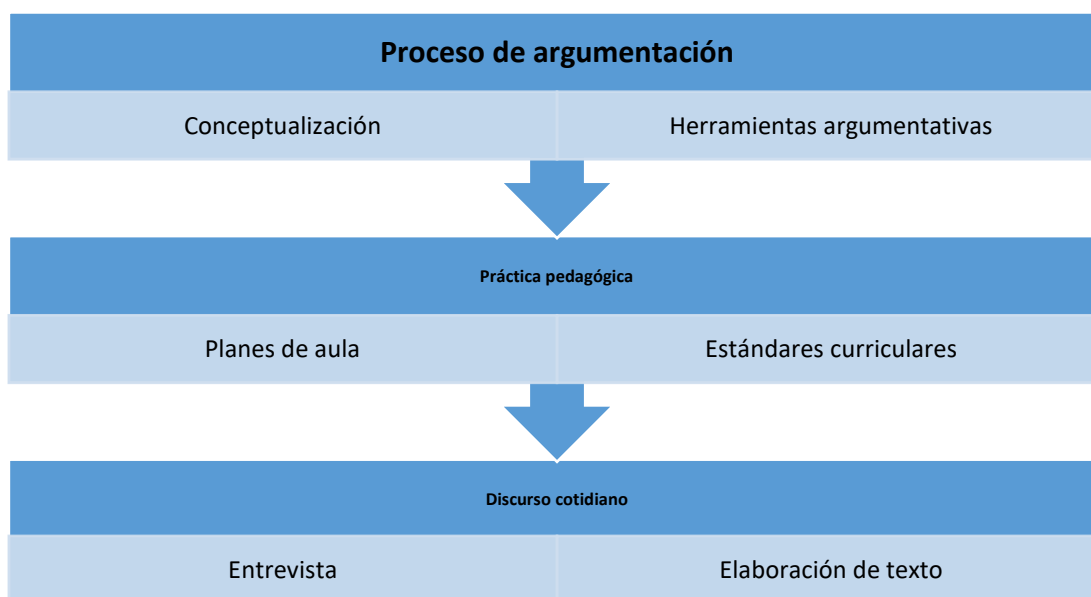 Proceso de argumentación
Conceptualización
Herramientas argumentativas
Práctica pedagógica
Planes de aula
Estándares curriculares
Discurso cotidiano
Entrevista
Elaboración de texto